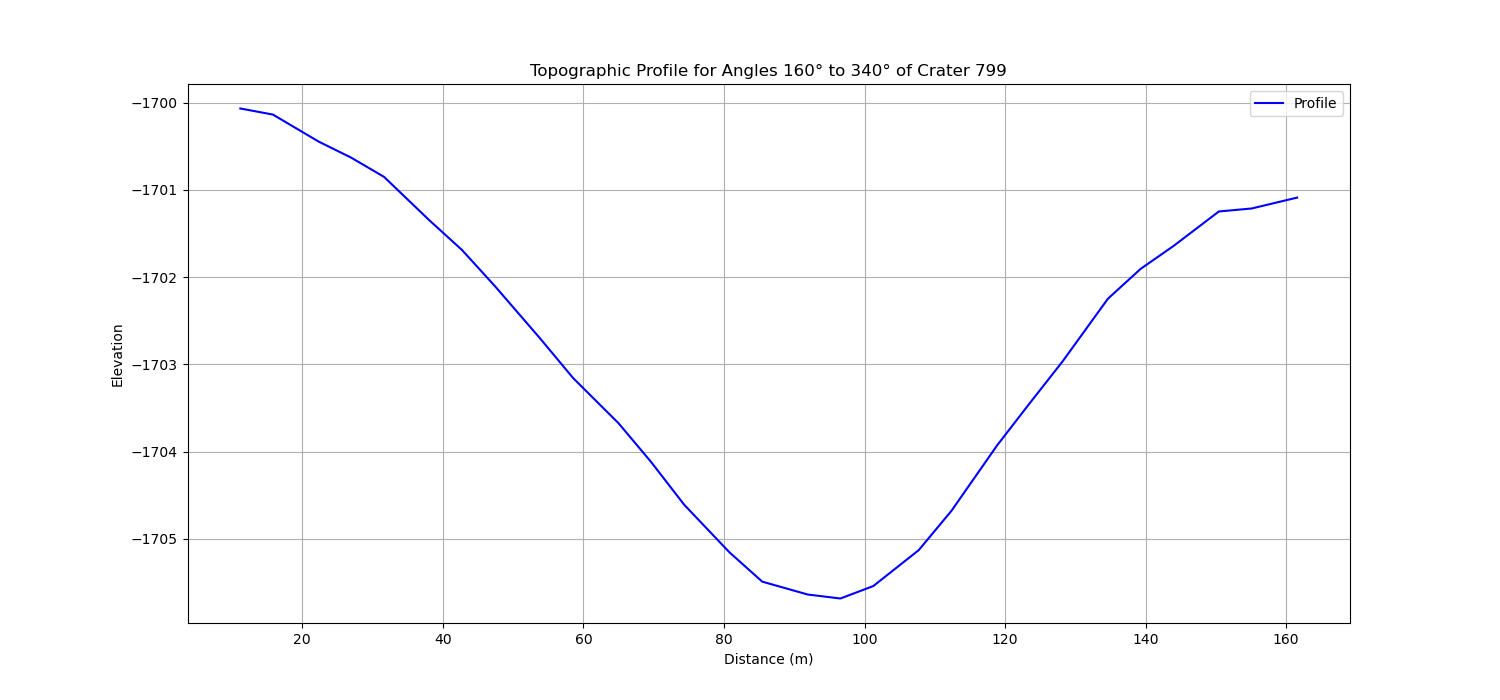 Topographic Profile for Angles 160° to 340° of Crater 799
Profile
−1700
−1701
−1702
−1703
−1704
−1705
Elevation
20 40 60 80 100 120 140 160
Distance (m)